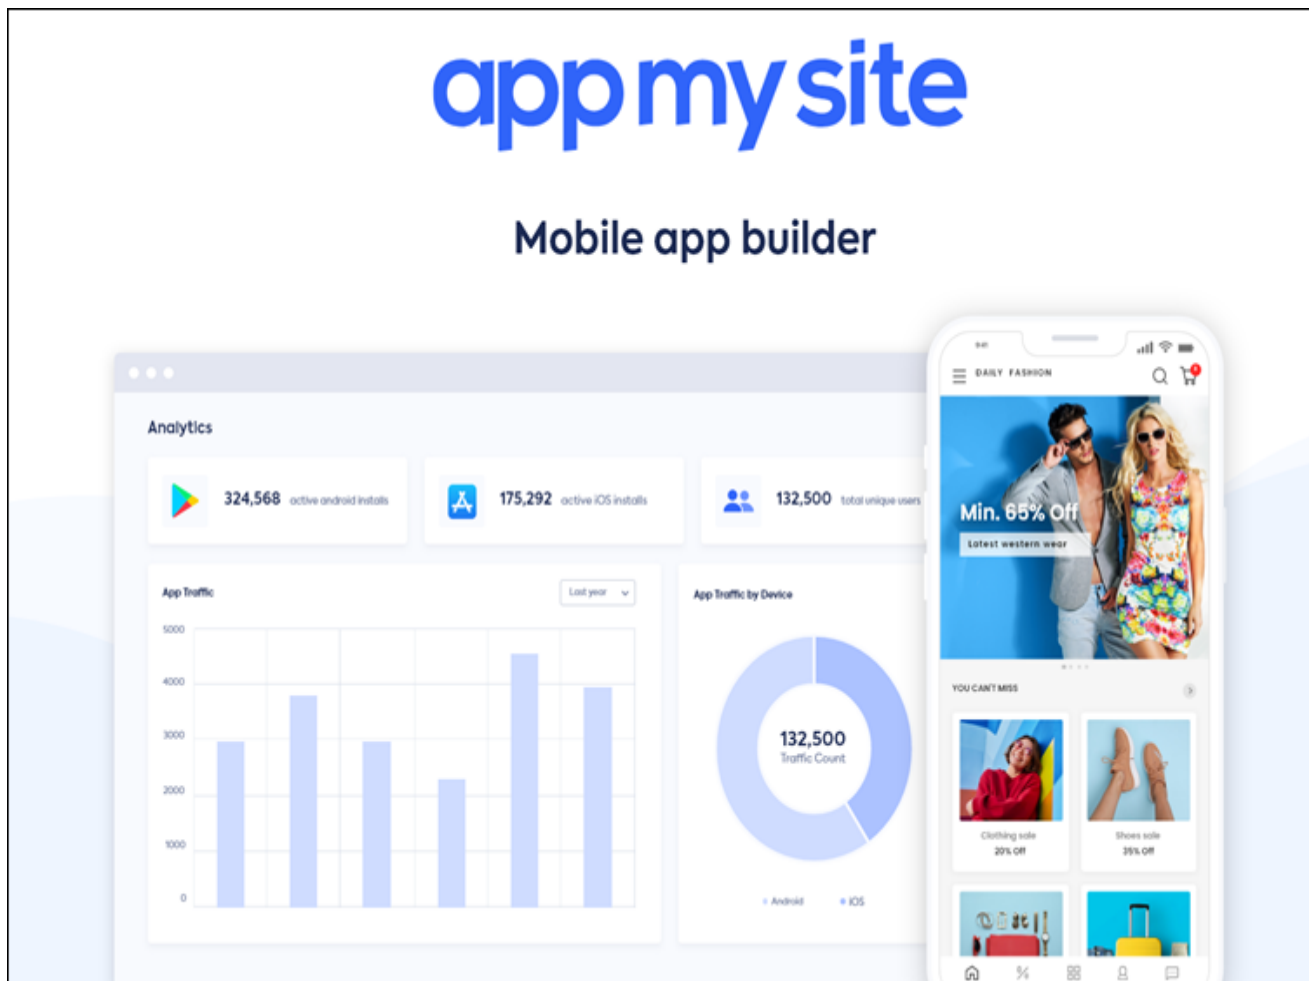 appmysite
Mobile app builder
Analytics
324,568 active android installs
175,292 active iOS installs
132,500 total unique users
App Traffic
Last year
5000
4000
3000
2000
1000
0
App Traffic by Device
132,500
Traffic Count
Android
iOS
9:41
DAILY FASHION
Min. 65% Off
Latest western wear
YOU CAN'T MISS
Clothing sale
20% Off
Shoes sale
35% Off